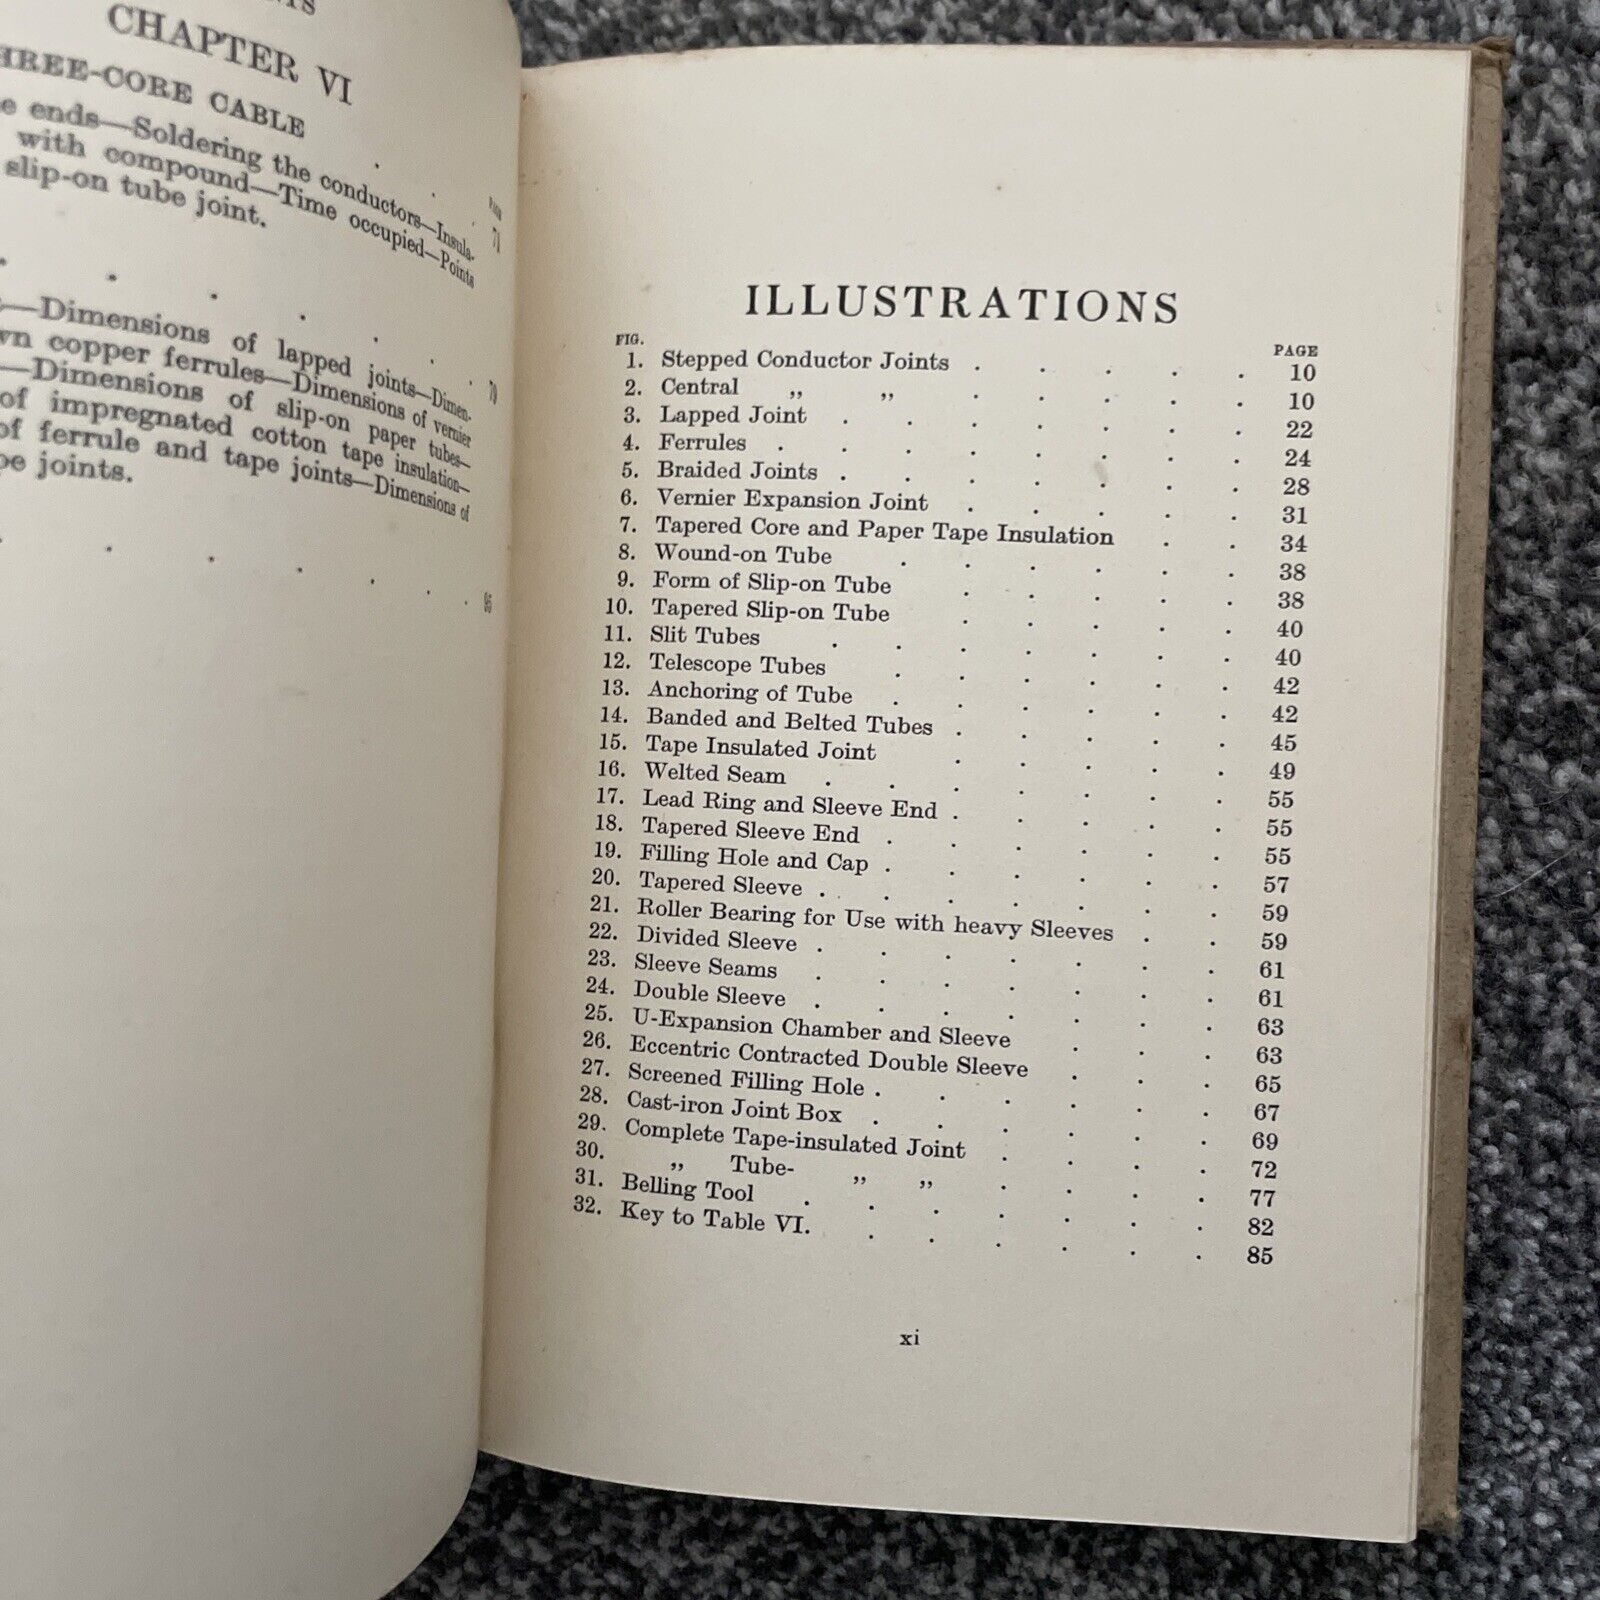 CHAPTER VI
CORE CABLE
PAGE
ends—Soldering the conductors—Insula- 71
with compound—Time occupied—Points
slip-on tube joint.
—Dimensions of lapped joints—Dimen- 79
copper ferrules—Dimensions of vernier
—Dimensions of slip-on paper tubes—
of impregnated cotton tape insulation—
of ferrule and tape joints—Dimensions of
joints.
95
ILLUSTRATIONS
FIG. PAGE
1. Stepped Conductor Joints . . . . . 10
2. Central ,, ,, . . . . . 10
3. Lapped Joint . . . . . . . 22
4. Ferrules . . . . . . . . 24
5. Braided Joints . . . . . . . 28
6. Vernier Expansion Joint . . . . . 31
7. Tapered Core and Paper Tape Insulation . . 34
8. Wound-on Tube . . . . . . 38
9. Form of Slip-on Tube . . . . . 38
10. Tapered Slip-on Tube . . . . . 40
11. Slit Tubes . . . . . . . 40
12. Telescope Tubes . . . . . . 42
13. Anchoring of Tube . . . . . . 42
14. Banded and Belted Tubes . . . . . 45
15. Tape Insulated Joint . . . . . 49
16. Welted Seam . . . . . . . 55
17. Lead Ring and Sleeve End . . . . . 55
18. Tapered Sleeve End . . . . . . 55
19. Filling Hole and Cap . . . . . . 57
20. Tapered Sleeve . . . . . . . 59
21. Roller Bearing for Use with heavy Sleeves . . 59
22. Divided Sleeve . . . . . . . 61
23. Sleeve Seams . . . . . . . 61
24. Double Sleeve . . . . . . . 63
25. U-Expansion Chamber and Sleeve . . . 63
26. Eccentric Contracted Double Sleeve . . . 65
27. Screened Filling Hole . . . . . . 67
28. Cast-iron Joint Box . . . . . . 69
29. Complete Tape-insulated Joint . . . . 72
30. ,, Tube- ,, ,, . . . . 77
31. Belling Tool . . . . . . . 82
32. Key to Table VI. . . . . . . 85
xi